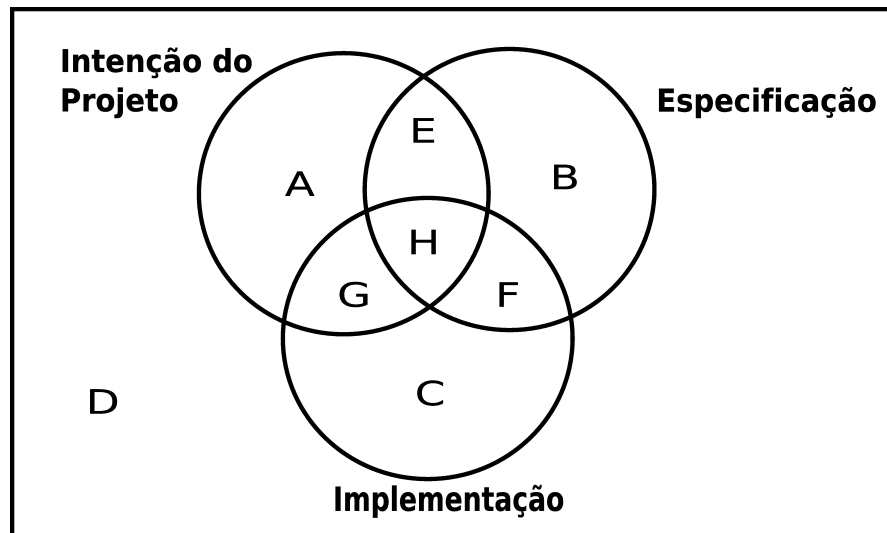 Intenção do
Projeto
Especificação
E
A
B
H
G
F
D
C
Implementação